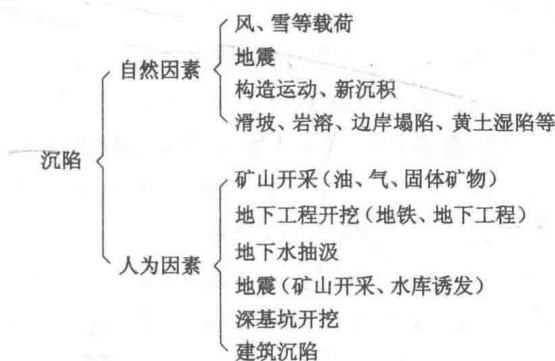 风、雪等载荷
自然因素
地震
构造运动、新沉积
滑坡、岩溶、边岸塌陷、黄土湿陷等
沉陷
矿山开采(油、气、固体矿物)
地下工程开挖(地铁、地下工程)
地下水抽汲
人为因素
地震(矿山开采、水库诱发)
深基坑开挖
建筑沉陷